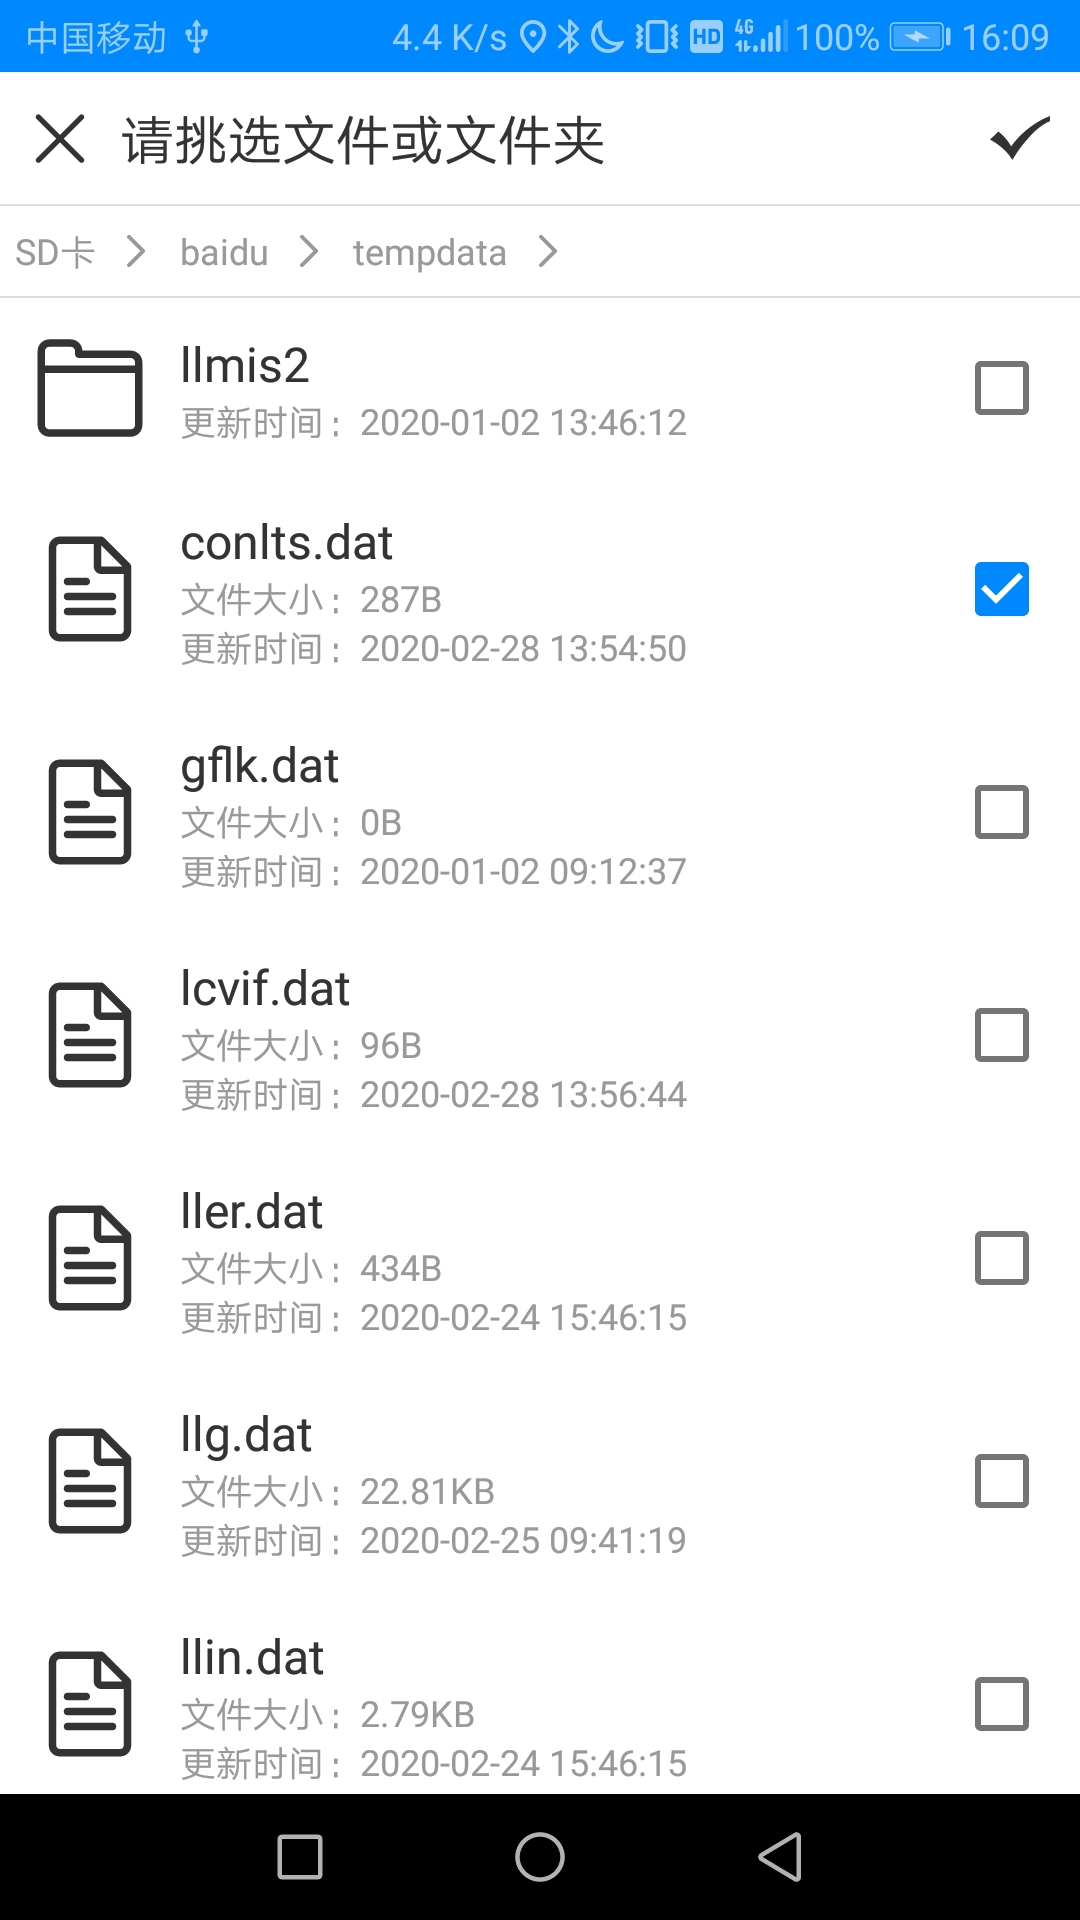 中国移动 4.4 K/s HD 4G 100% 16:09
请挑选文件或文件夹
SD卡 baidu tempdata
llmis2
更新时间：2020-01-02 13:46:12
conlts.dat
文件大小：287B
更新时间：2020-02-28 13:54:50
gflk.dat
文件大小：0B
更新时间：2020-01-02 09:12:37
lcvif.dat
文件大小：96B
更新时间：2020-02-28 13:56:44
ller.dat
文件大小：434B
更新时间：2020-02-24 15:46:15
llg.dat
文件大小：22.81KB
更新时间：2020-02-25 09:41:19
llin.dat
文件大小：2.79KB
更新时间：2020-02-24 15:46:15